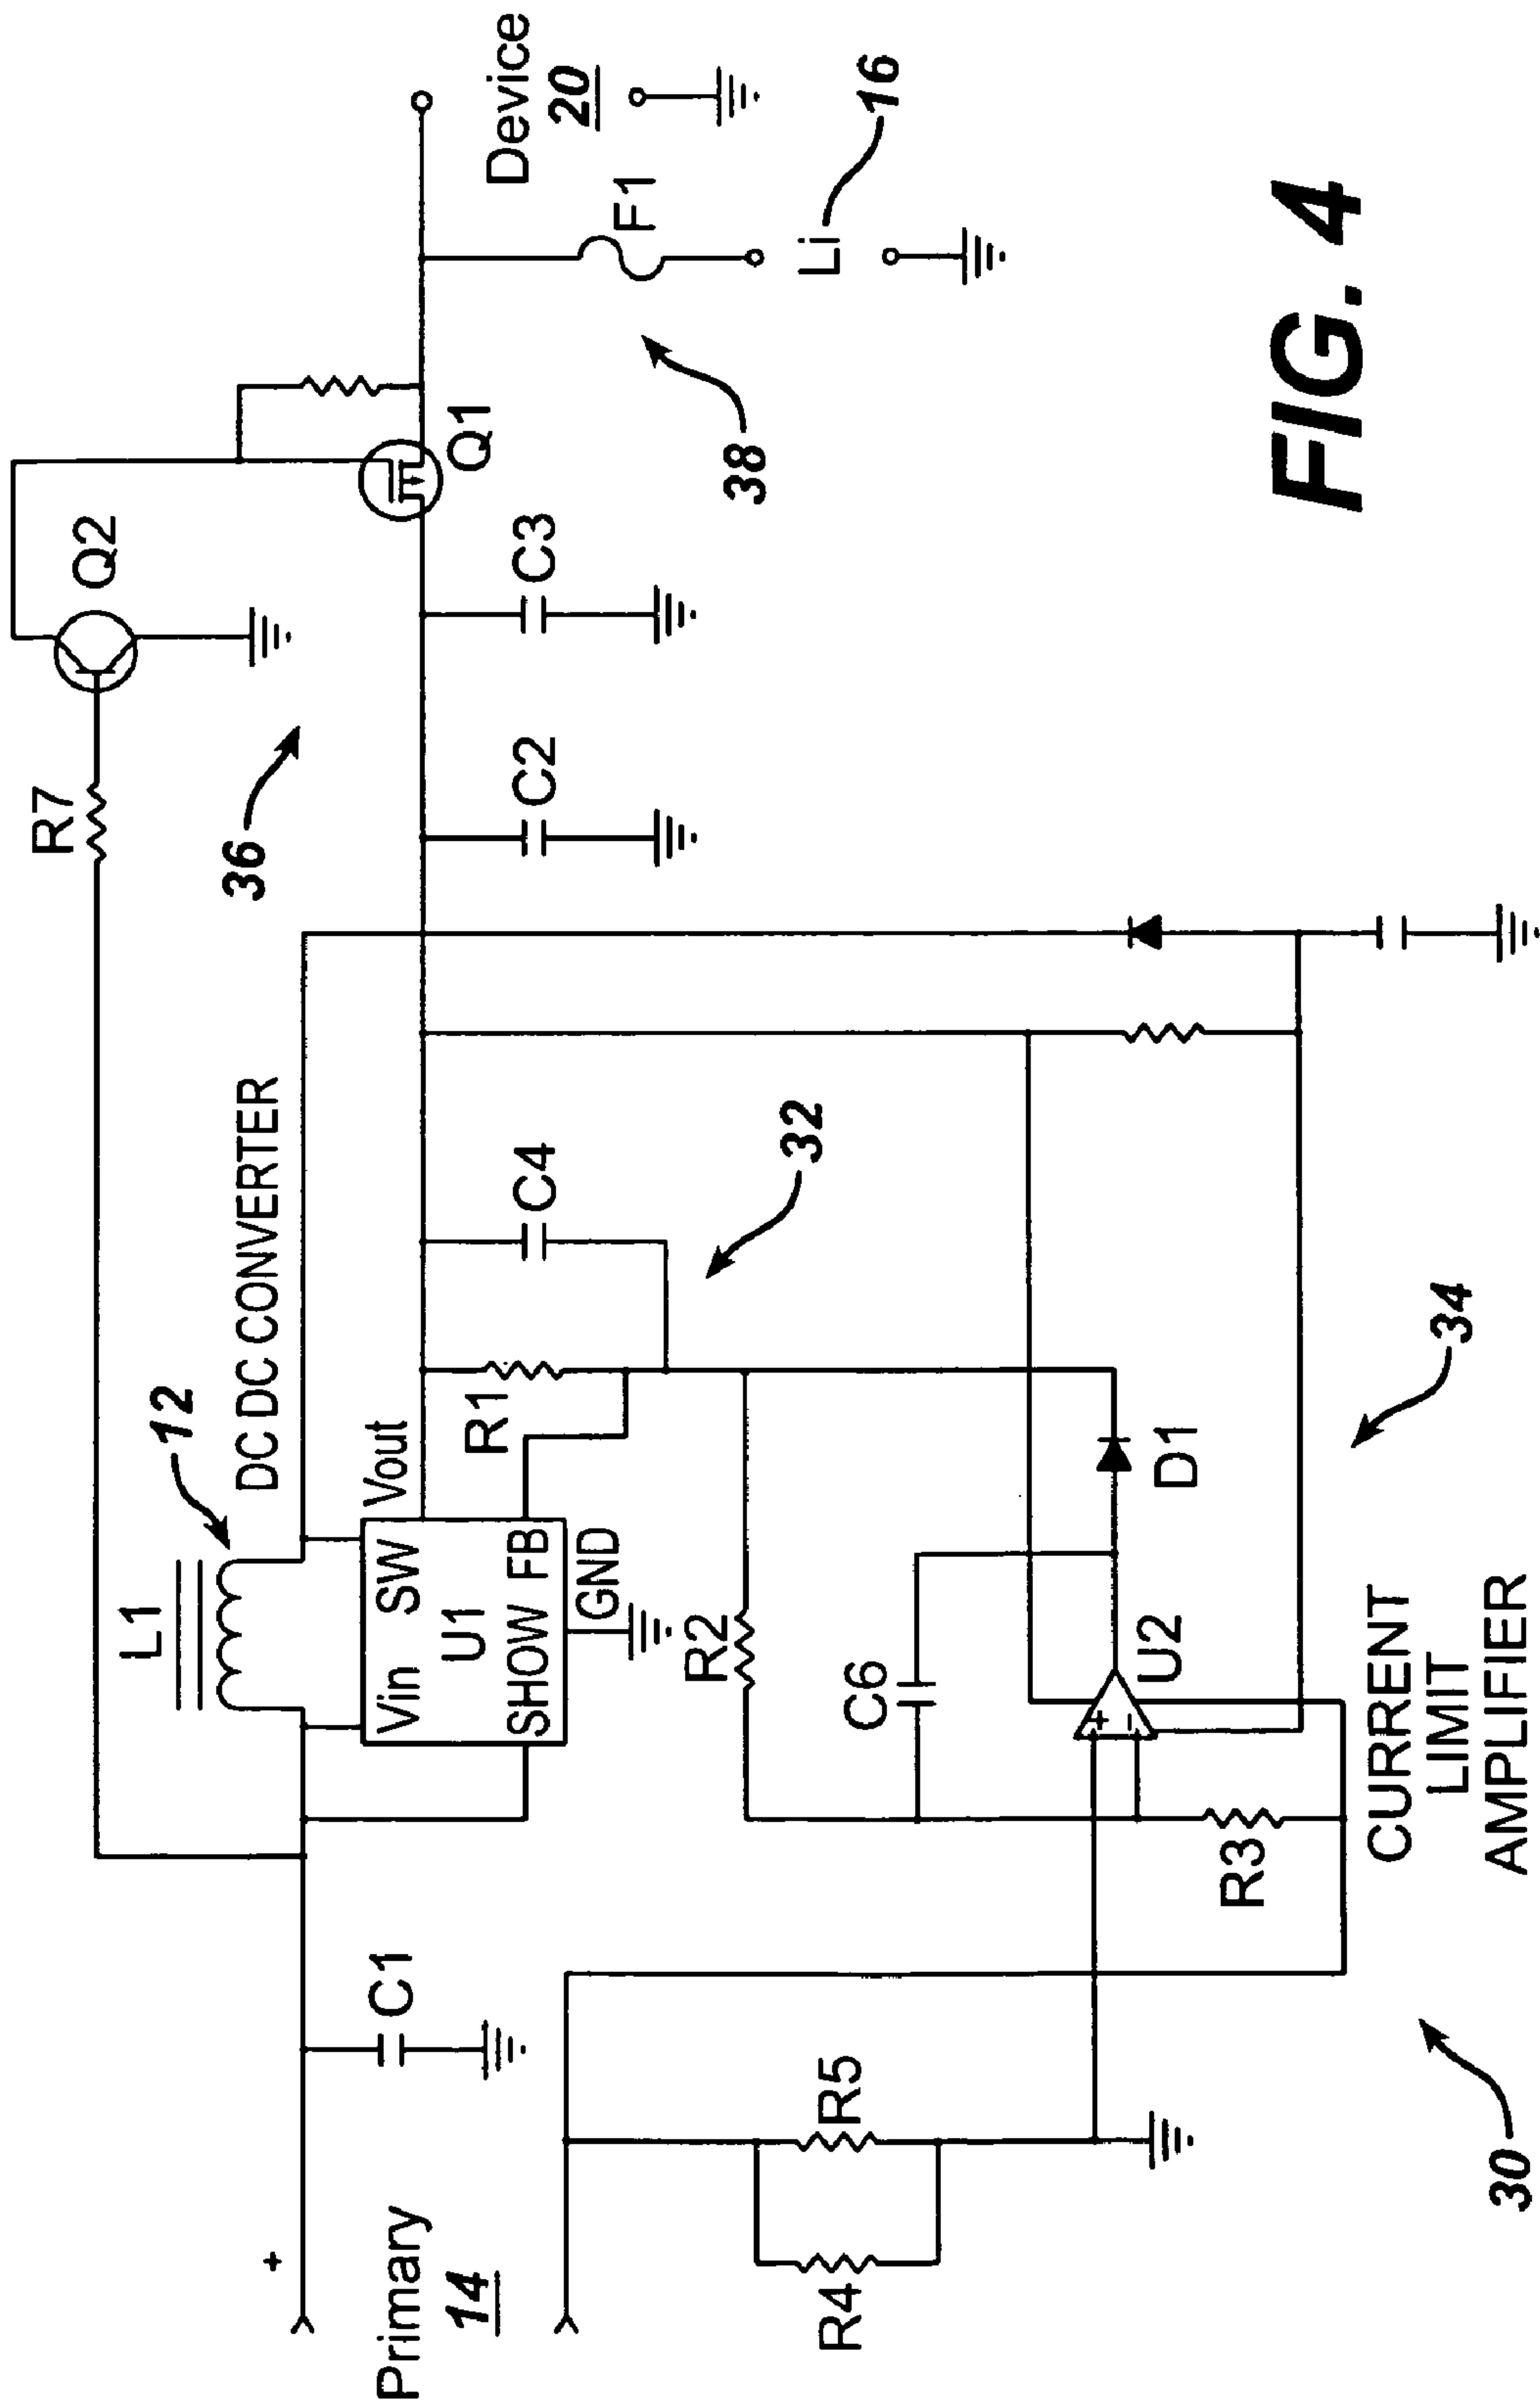 R7
Q2
36
L1
12
DC DC CONVERTER
+
Primary
14
C1
Vin
SW
U1
SHOW
FB
Vout
GND
R1
C4
32
C2
C3
Q1
38
F1
Li
16
Device
20
R4
R5
R2
C6
+
−
U2
D1
R3
34
CURRENT
LIMIT
AMPLIFIER
30
FIG. 4